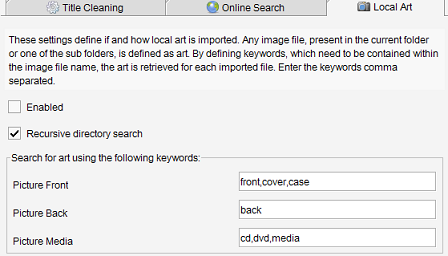 Title Cleaning Online Search Local Art
These settings define if and how local art is imported. Any image file, present in the current folder
or one of the sub folders, is defined as art. By defining keywords, which need to be contained within
the image file name, the art is retrieved for each imported file. Enter the keywords comma
separated.
Enabled
Recursive directory search
Search for art using the following keywords:
Picture Front front,cover,case
Picture Back back
Picture Media cd,dvd,media